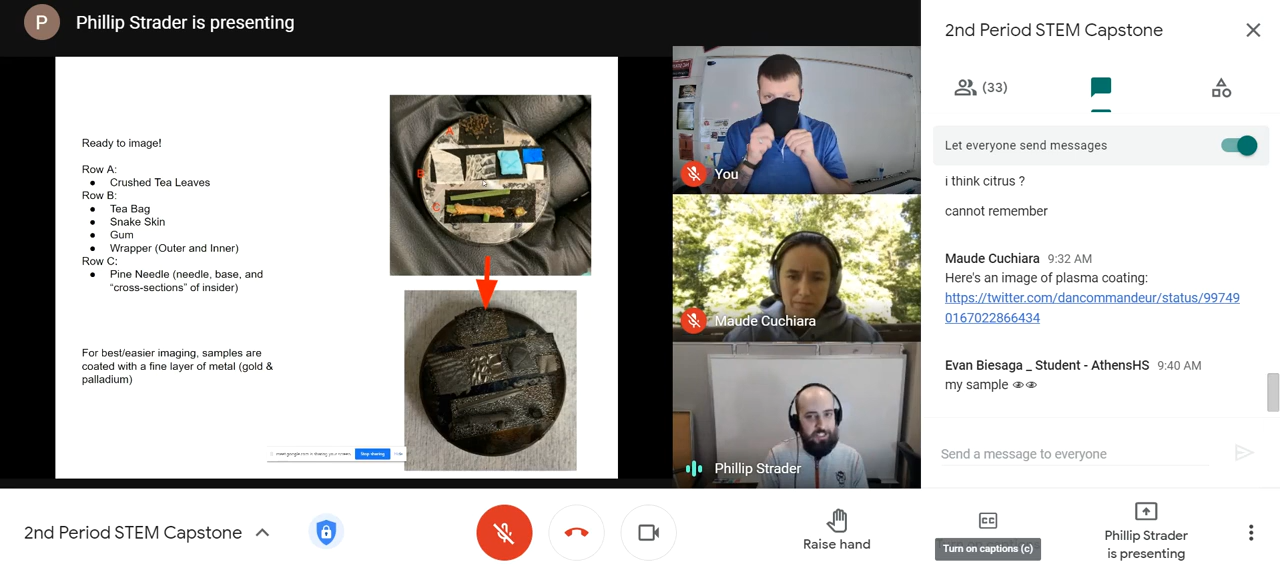 P
Phillip Strader is presenting
Ready to image!
Row A:
● Crushed Tea Leaves
Row B:
● Tea Bag
● Snake Skin
● Gum
● Wrapper (Outer and Inner)
Row C:
● Pine Needle (needle, base, and
“cross-sections” of insider)
For best/easier imaging, samples are
coated with a fine layer of metal (gold &
palladium)
A
B
C
Stop sharing
You
Maude Cuchiara
Phillip Strader
2nd Period STEM Capstone
(33)
Let everyone send messages
i think citrus ?
cannot remember
Maude Cuchiara 9:32 AM
Here's an image of plasma coating:
https://twitter.com/dancommandeur/status/99749
0167022866434
Evan Biesaga _ Student - AthensHS 9:40 AM
my sample 👁👁
Send a message to everyone
2nd Period STEM Capstone
Raise hand
CC
Turn on captions (c)
Phillip Strader
is presenting